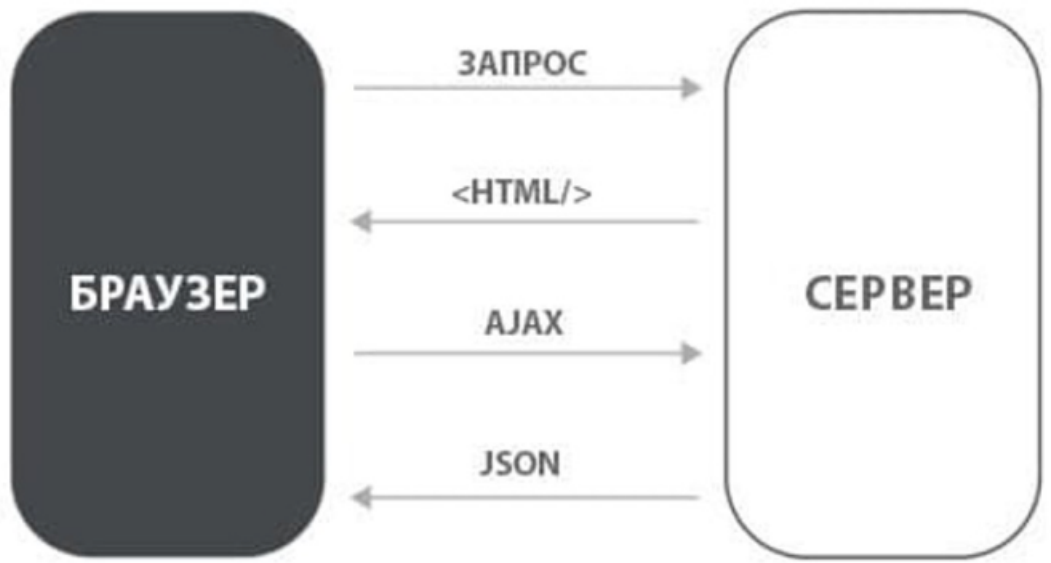 ЗАПРОС
<HTML/>
БРАУЗЕР
СЕРВЕР
AJAX
JSON